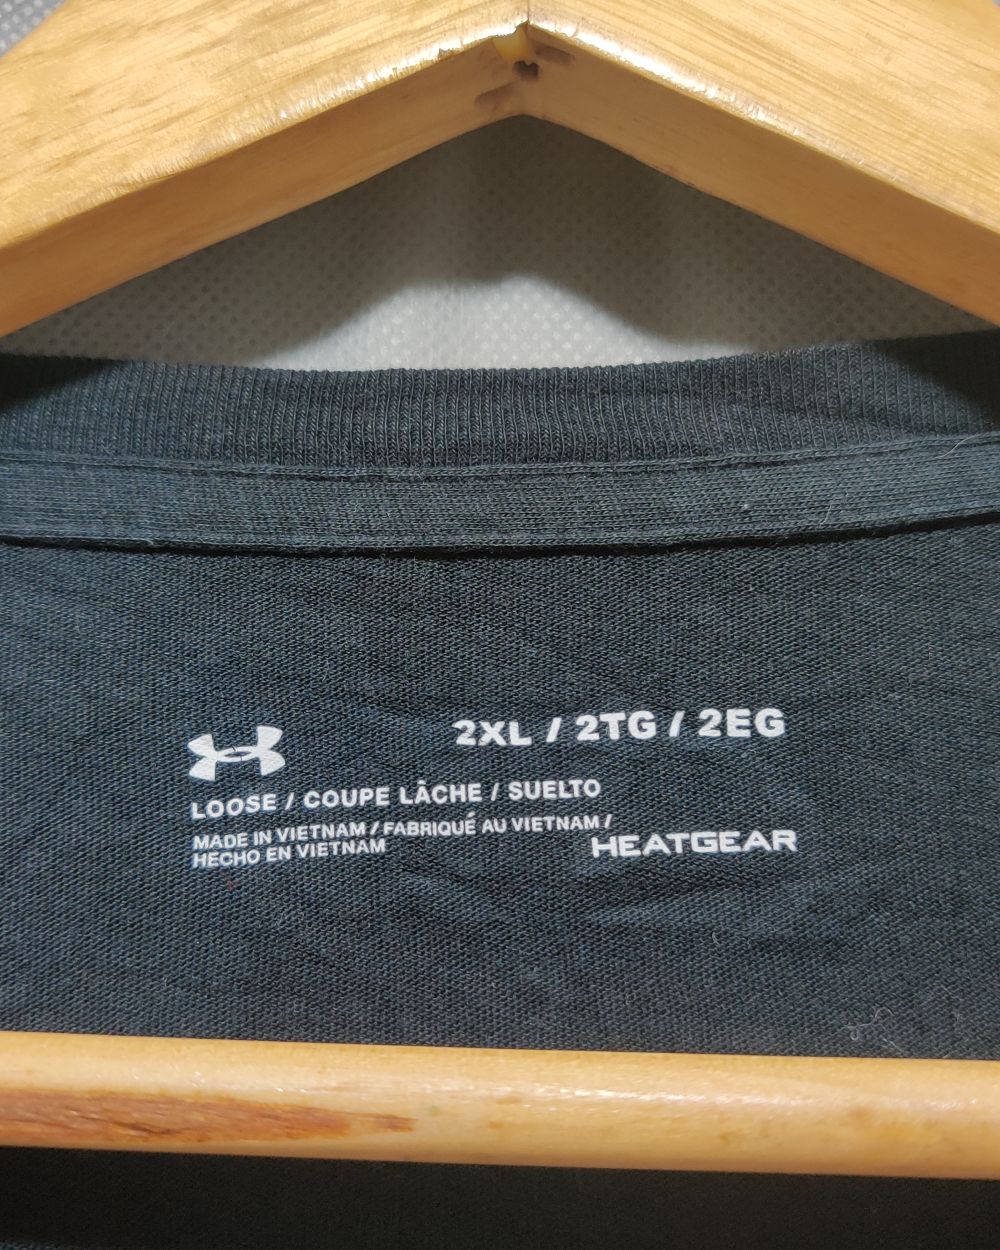 2XL / 2TG / 2EG
LOOSE / COUPE LÂCHE / SUELTO
MADE IN VIETNAM / FABRIQUÉ AU VIETNAM /
HECHO EN VIETNAM
HEATGEAR